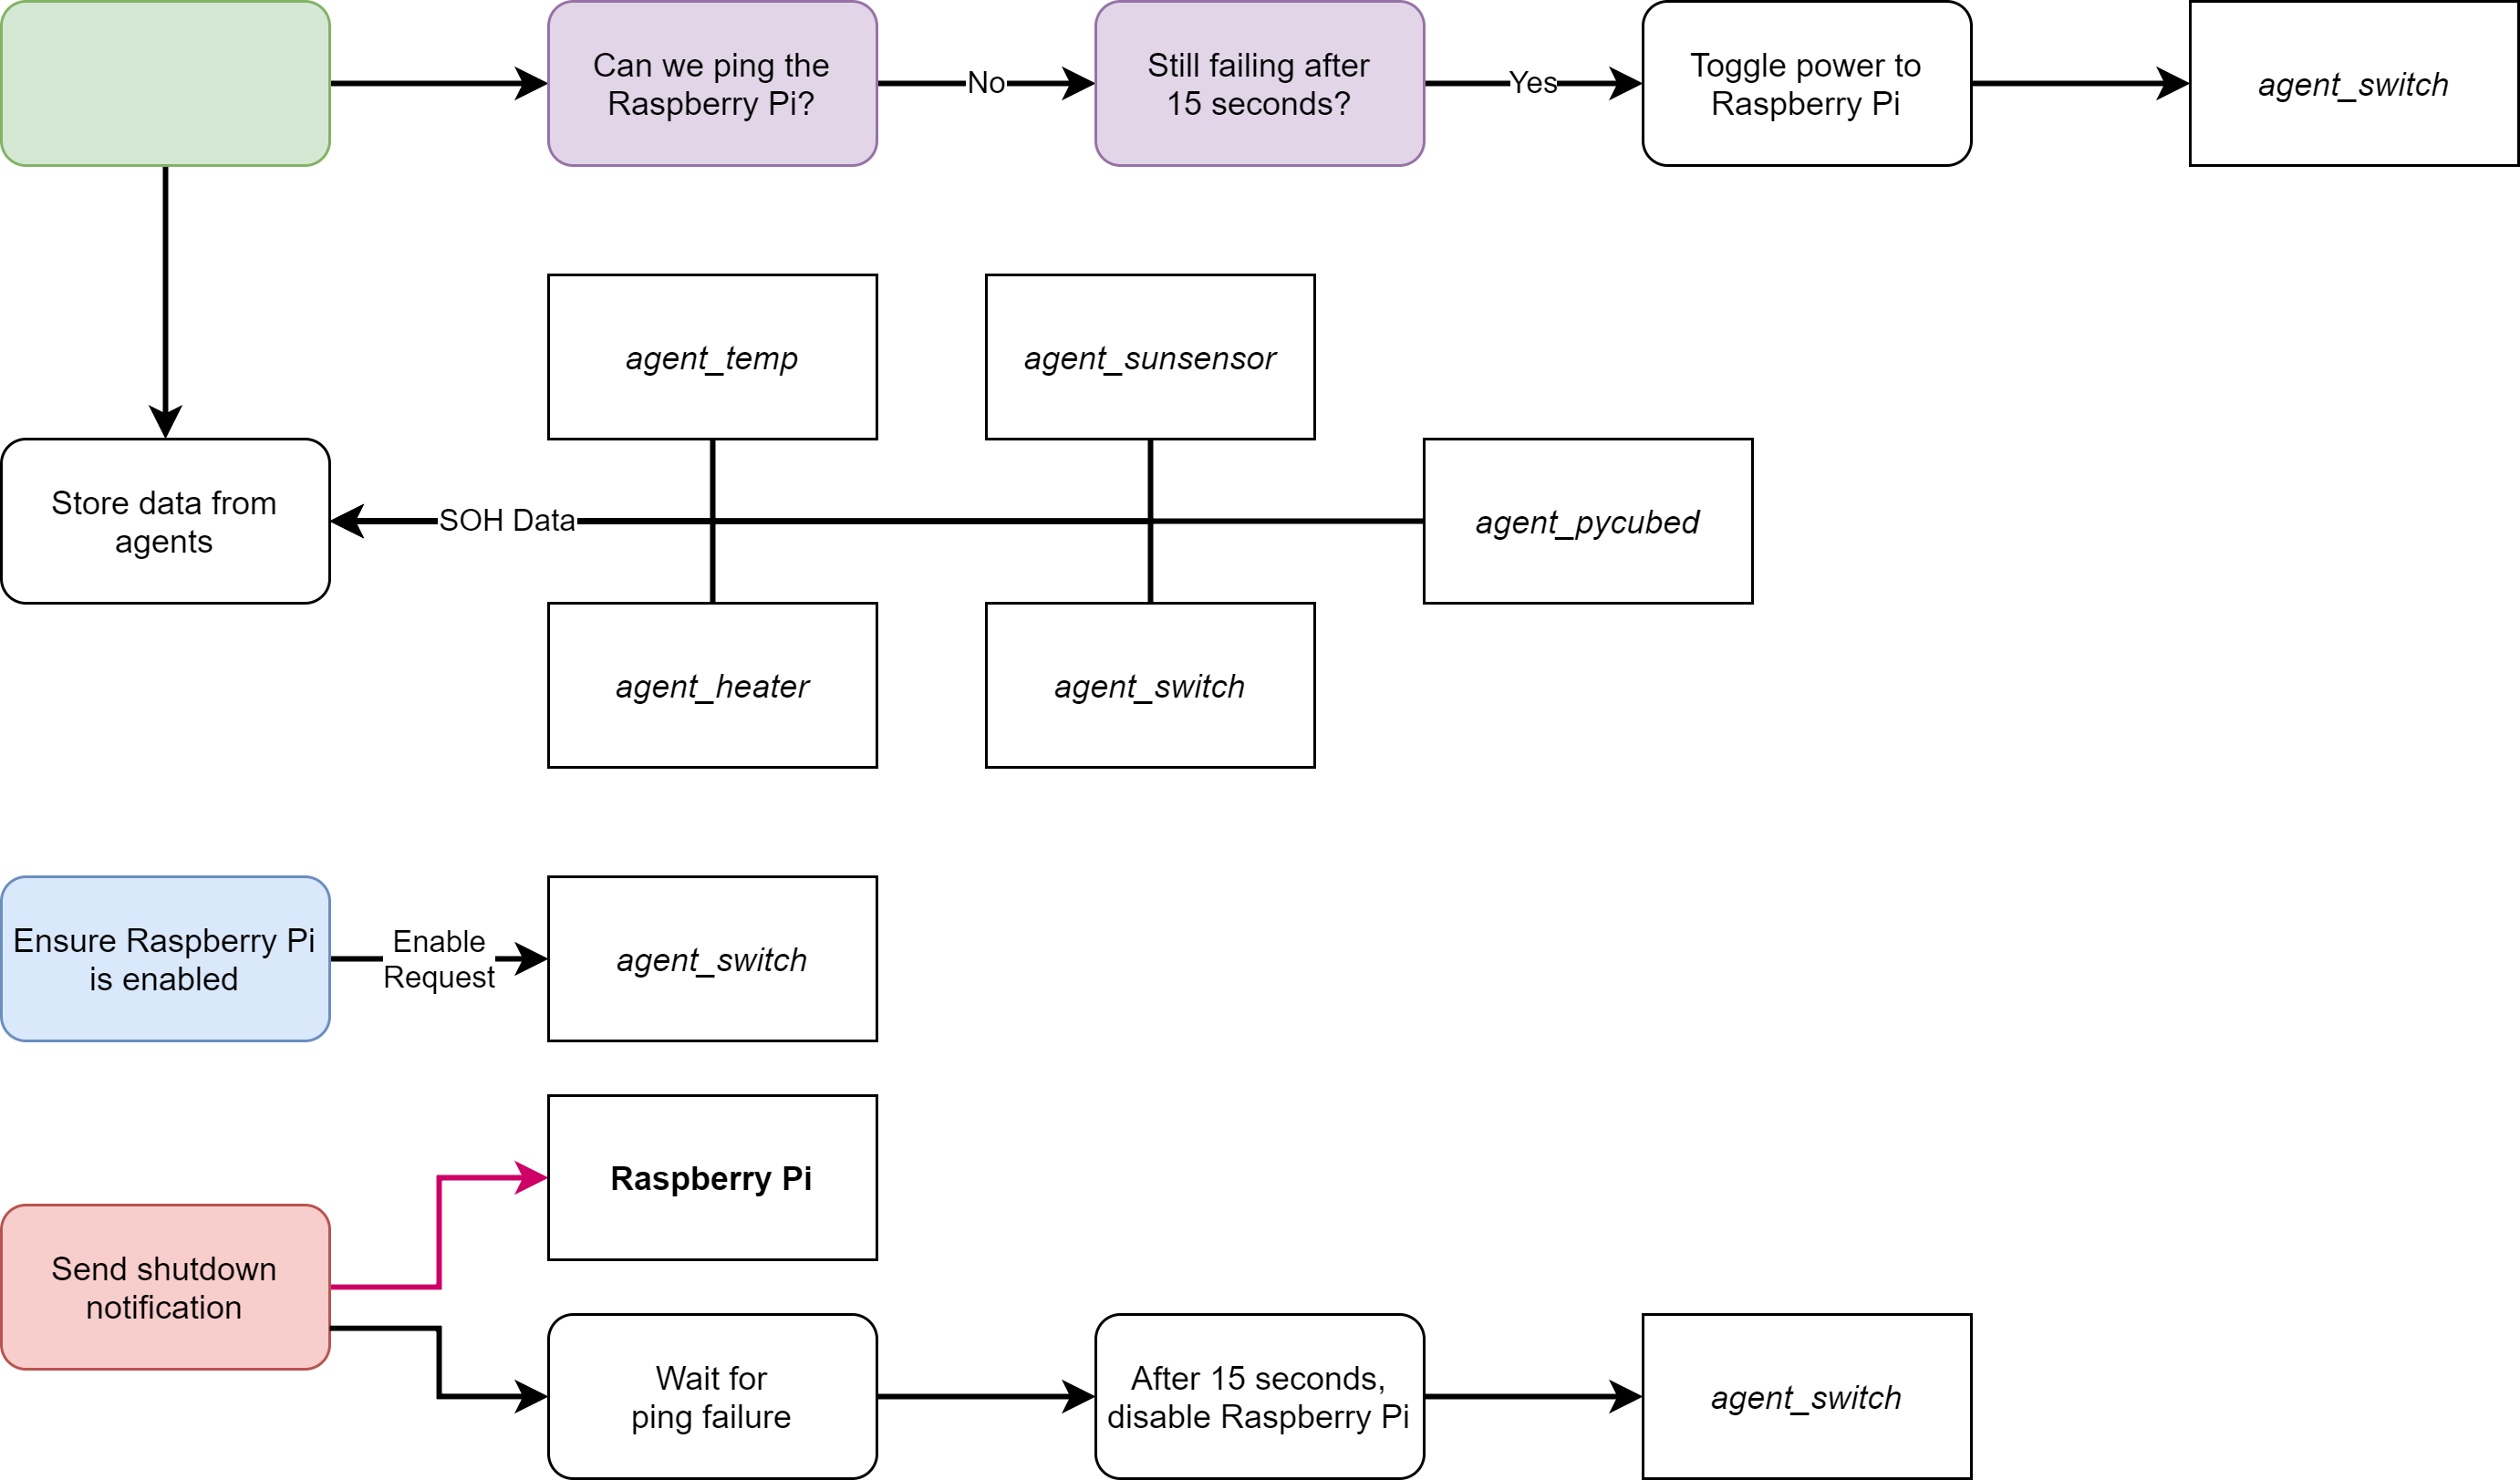 Can we ping the
Raspberry Pi?
No
Still failing after
15 seconds?
Yes
Toggle power to
Raspberry Pi
agent_switch
agent_temp
agent_sunsensor
Store data from
agents
SOH Data
agent_pycubed
agent_heater
agent_switch
Ensure Raspberry Pi
is enabled
Enable
Request
agent_switch
Raspberry Pi
Send shutdown
notification
Wait for
ping failure
After 15 seconds,
disable Raspberry Pi
agent_switch